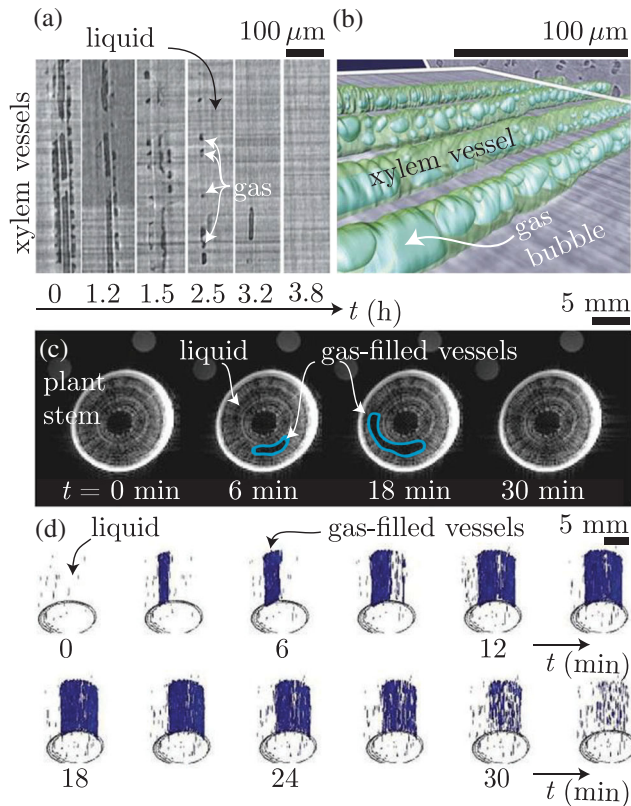 (a)
100 μm
liquid
xylem vessels
gas
0 1.2 1.5 2.5 3.2 3.8
t (h)
(b)
100 μm
xylem vessel
gas
bubble
5 mm
(c)
liquid
gas-filled vessels
plant
stem
t = 0 min 6 min 18 min 30 min
(d)
liquid
gas-filled vessels
5 mm
0 6 12
t (min)
18 24 30
t (min)